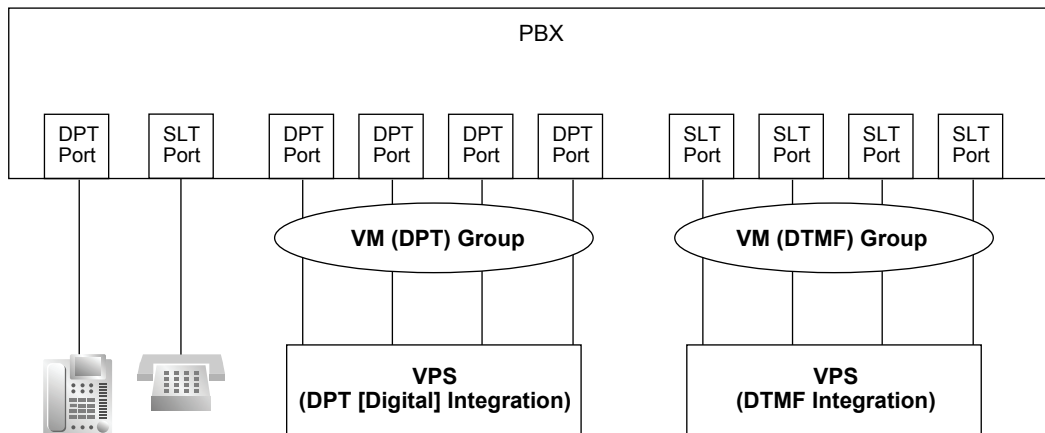 PBX
DPT
Port
SLT
Port
DPT
Port
DPT
Port
DPT
Port
DPT
Port
SLT
Port
SLT
Port
SLT
Port
SLT
Port
VM (DPT) Group
VM (DTMF) Group
VPS
(DPT [Digital] Integration)
VPS
(DTMF Integration)